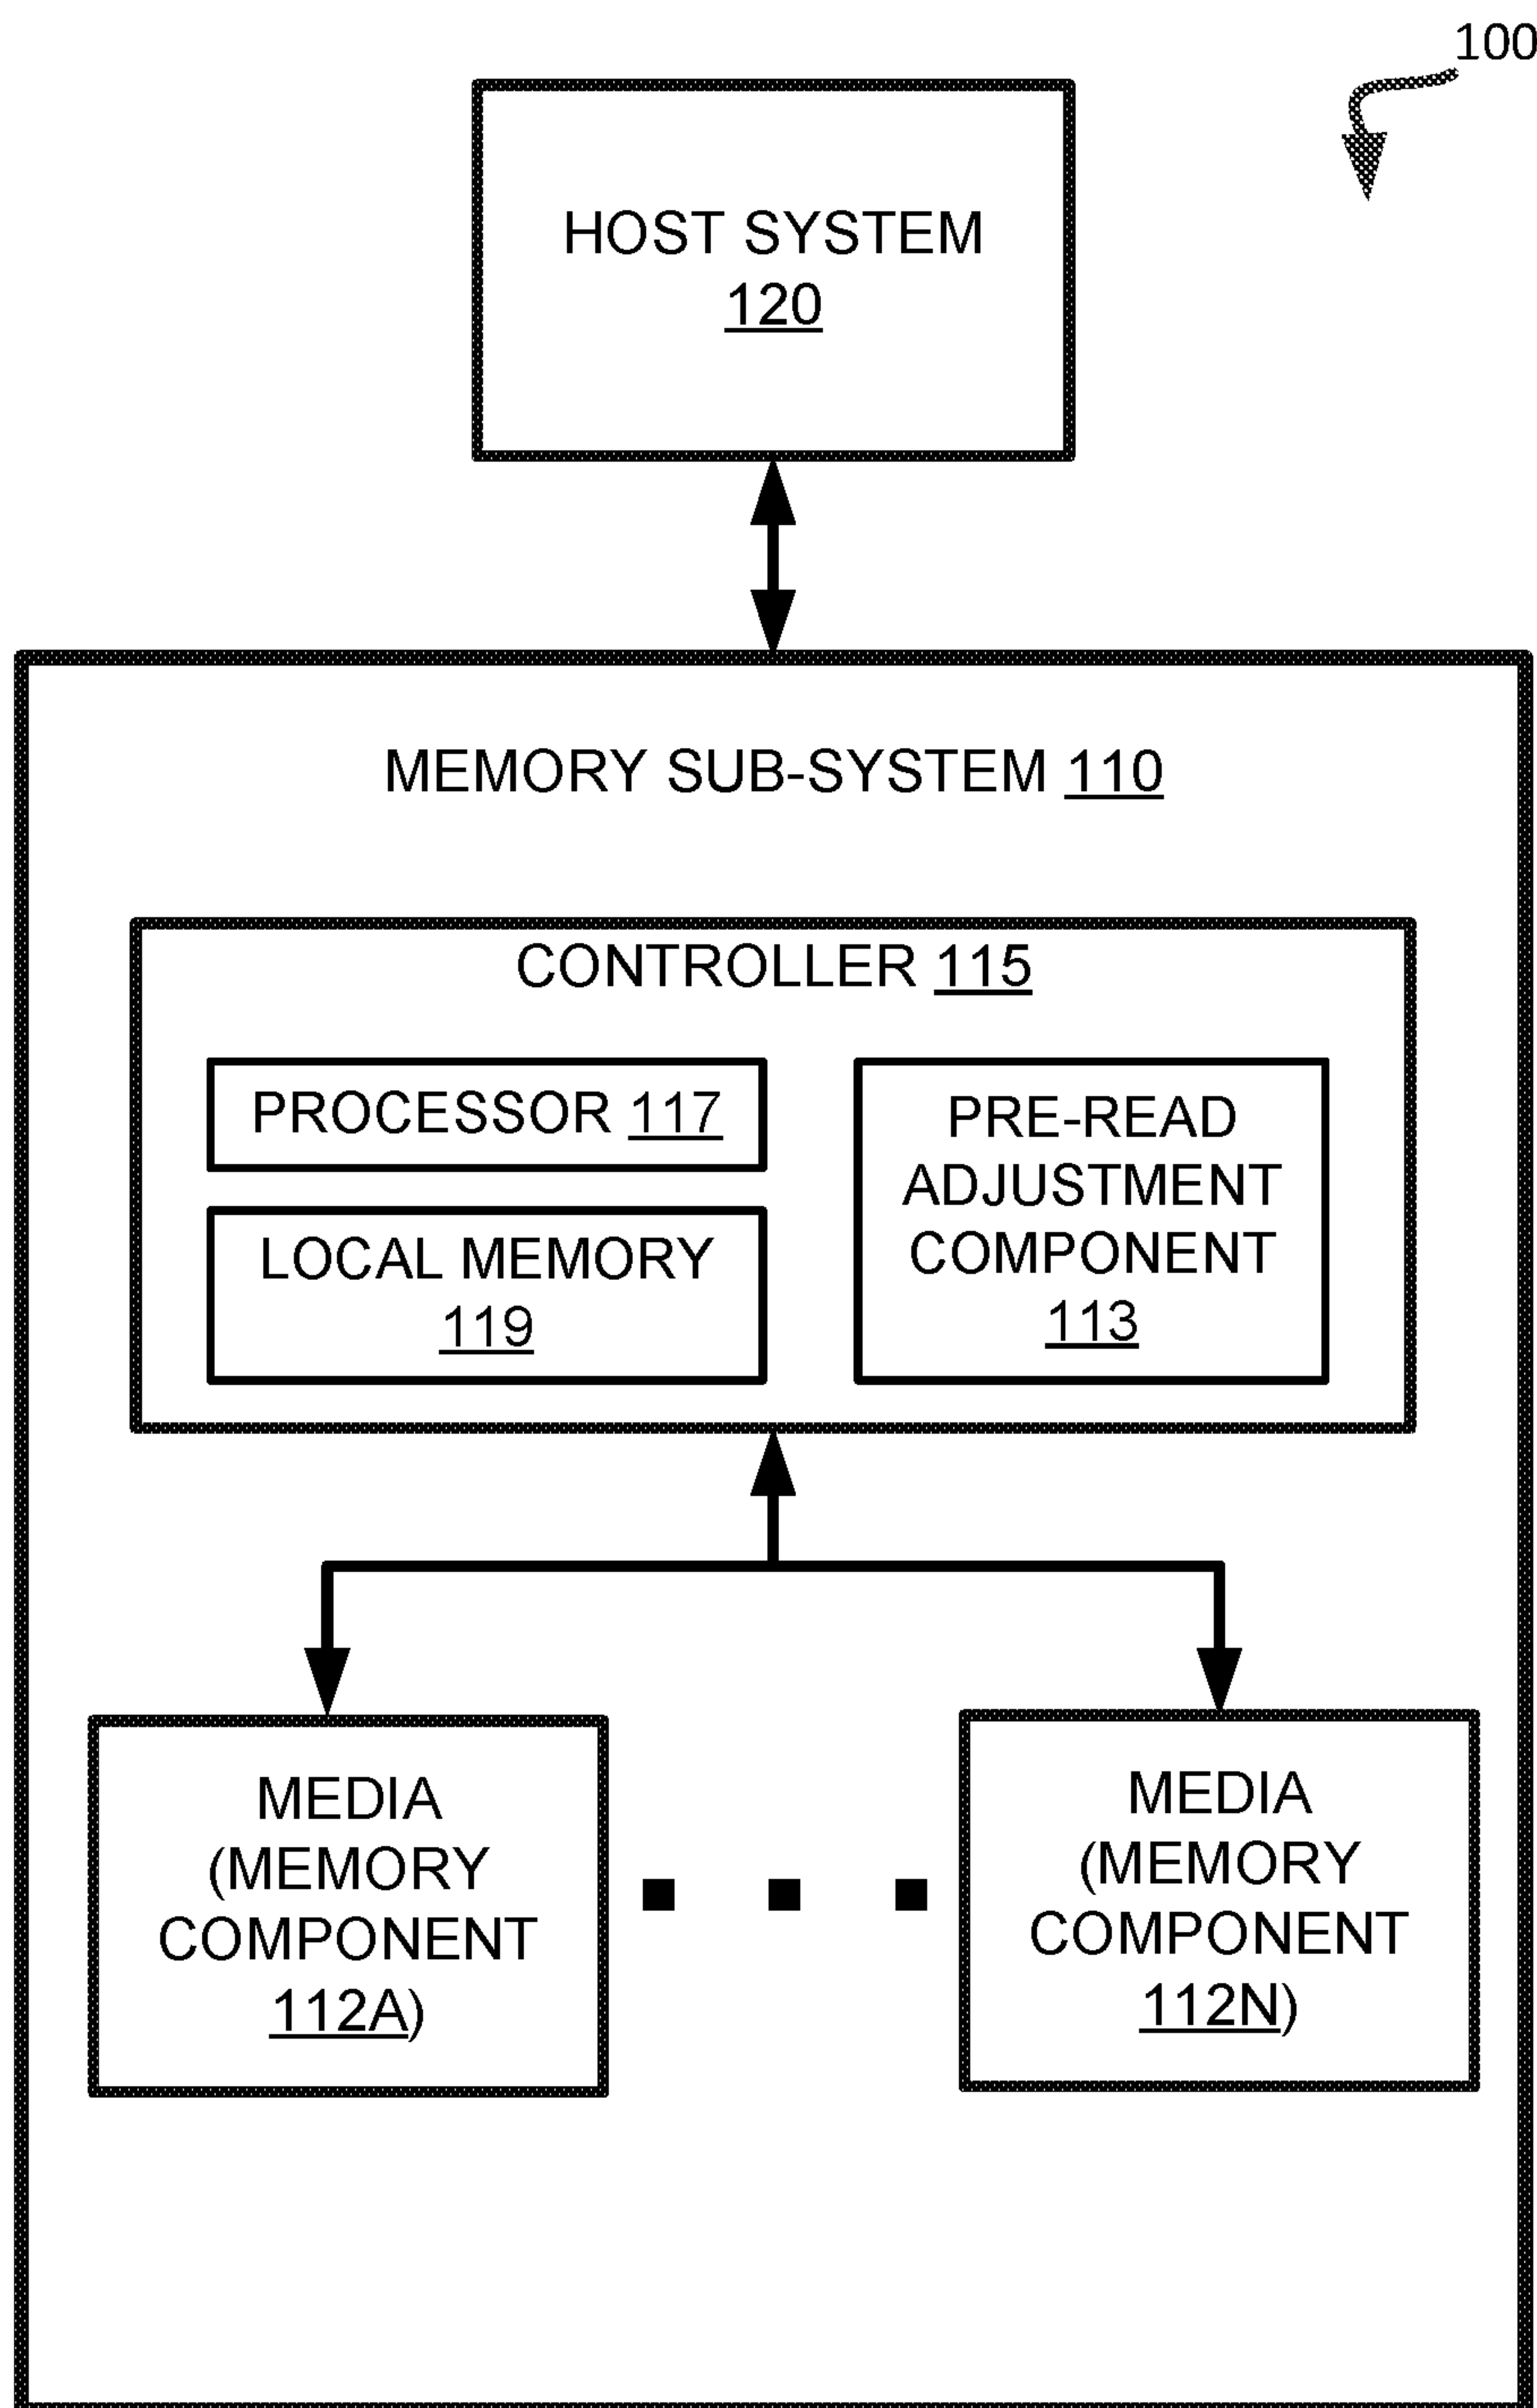 100
HOST SYSTEM
120
MEMORY SUB-SYSTEM 110
CONTROLLER 115
PROCESSOR 117
LOCAL MEMORY
119
PRE-READ
ADJUSTMENT
COMPONENT
113
MEDIA
(MEMORY
COMPONENT
112A)
MEDIA
(MEMORY
COMPONENT
112N)